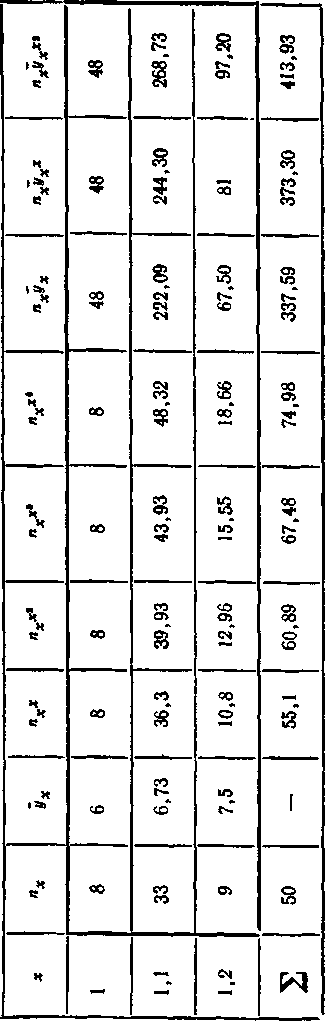 x n_x ȳ_x n_x x n_x x² n_x x³ n_x x⁴ n_x ȳ_x n_x ȳ_x x n_x ȳ_x x²
1 8 6 8 8 8 8 48 48 48
1,1 33 6,73 36,3 39,93 43,93 48,32 222,09 244,30 268,73
1,2 9 7,5 10,8 12,96 15,55 18,66 67,50 81 97,20
Σ 50 — 55,1 60,89 67,48 74,98 337,59 373,30 413,93